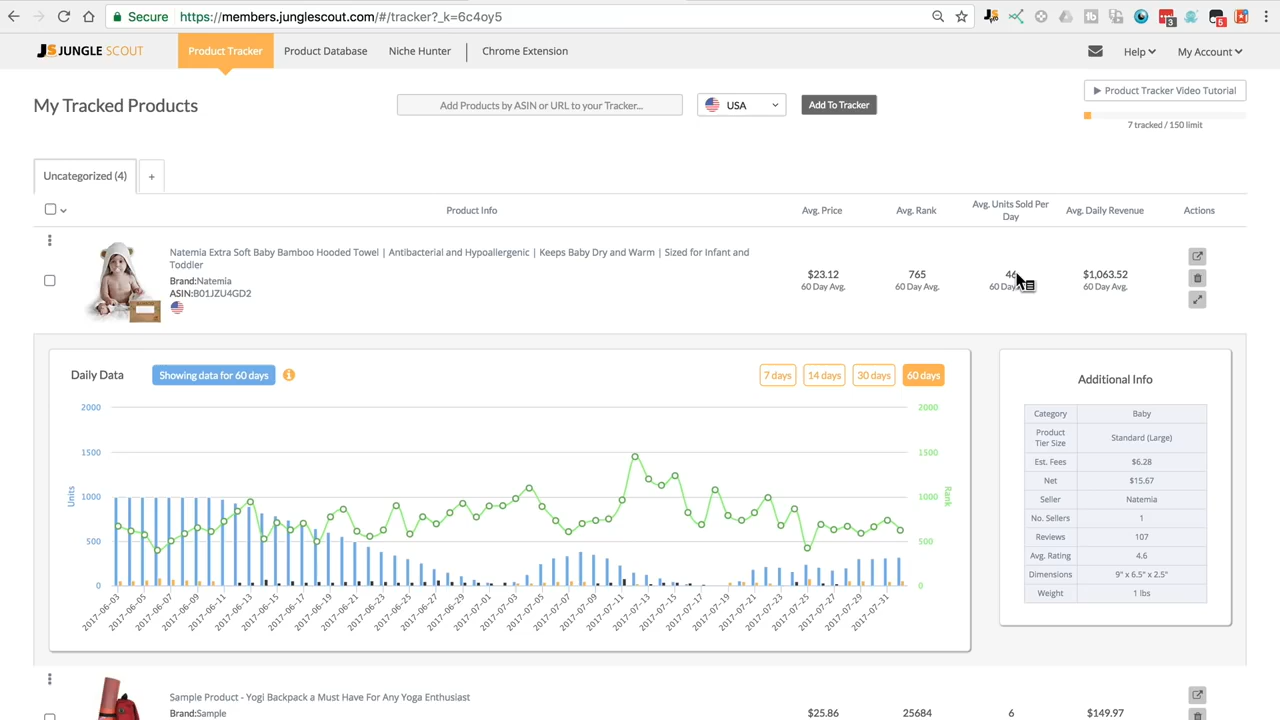 Secure
https://members.junglescout.com/#/tracker?_k=6c4oy5
3
5
JS JUNGLE SCOUT
Product Tracker
Product Database
Niche Hunter
Chrome Extension
Help
My Account
My Tracked Products
Add Products by ASIN or URL to your Tracker...
USA
Add To Tracker
Product Tracker Video Tutorial
7 tracked / 150 limit
Uncategorized (4)
+
Product Info
Avg. Price
Avg. Rank
Avg. Units Sold Per
Day
Avg. Daily Revenue
Actions
Natemia Extra Soft Baby Bamboo Hooded Towel | Antibacterial and Hypoallergenic | Keeps Baby Dry and Warm | Sized for Infant and
Toddler
Brand:Natemia
ASIN:B01JZU4GD2
$23.12
60 Day Avg.
765
60 Day Avg.
46
60 Day
$1,063.52
60 Day Avg.
Daily Data
Showing data for 60 days
7 days
14 days
30 days
60 days
2000
1500
1000
500
0
Units
2000
1500
1000
500
0
Rank
2017-06-03
2017-06-05
2017-06-07
2017-06-09
2017-06-11
2017-06-13
2017-06-15
2017-06-17
2017-06-19
2017-06-21
2017-06-23
2017-06-25
2017-06-27
2017-06-29
2017-07-01
2017-07-03
2017-07-05
2017-07-07
2017-07-09
2017-07-11
2017-07-13
2017-07-15
2017-07-17
2017-07-19
2017-07-21
2017-07-23
2017-07-25
2017-07-27
2017-07-29
2017-07-31
Additional Info
Category Baby
Product
Tier Size
Standard (Large)
Est. Fees $6.28
Net $15.67
Seller Natemia
No. Sellers 1
Reviews 107
Avg. Rating 4.6
Dimensions 9" x 6.5" x 2.5"
Weight 1 lbs
Sample Product - Yogi Backpack a Must Have For Any Yoga Enthusiast
Brand:Sample
$25.86
25684
6
$149.97